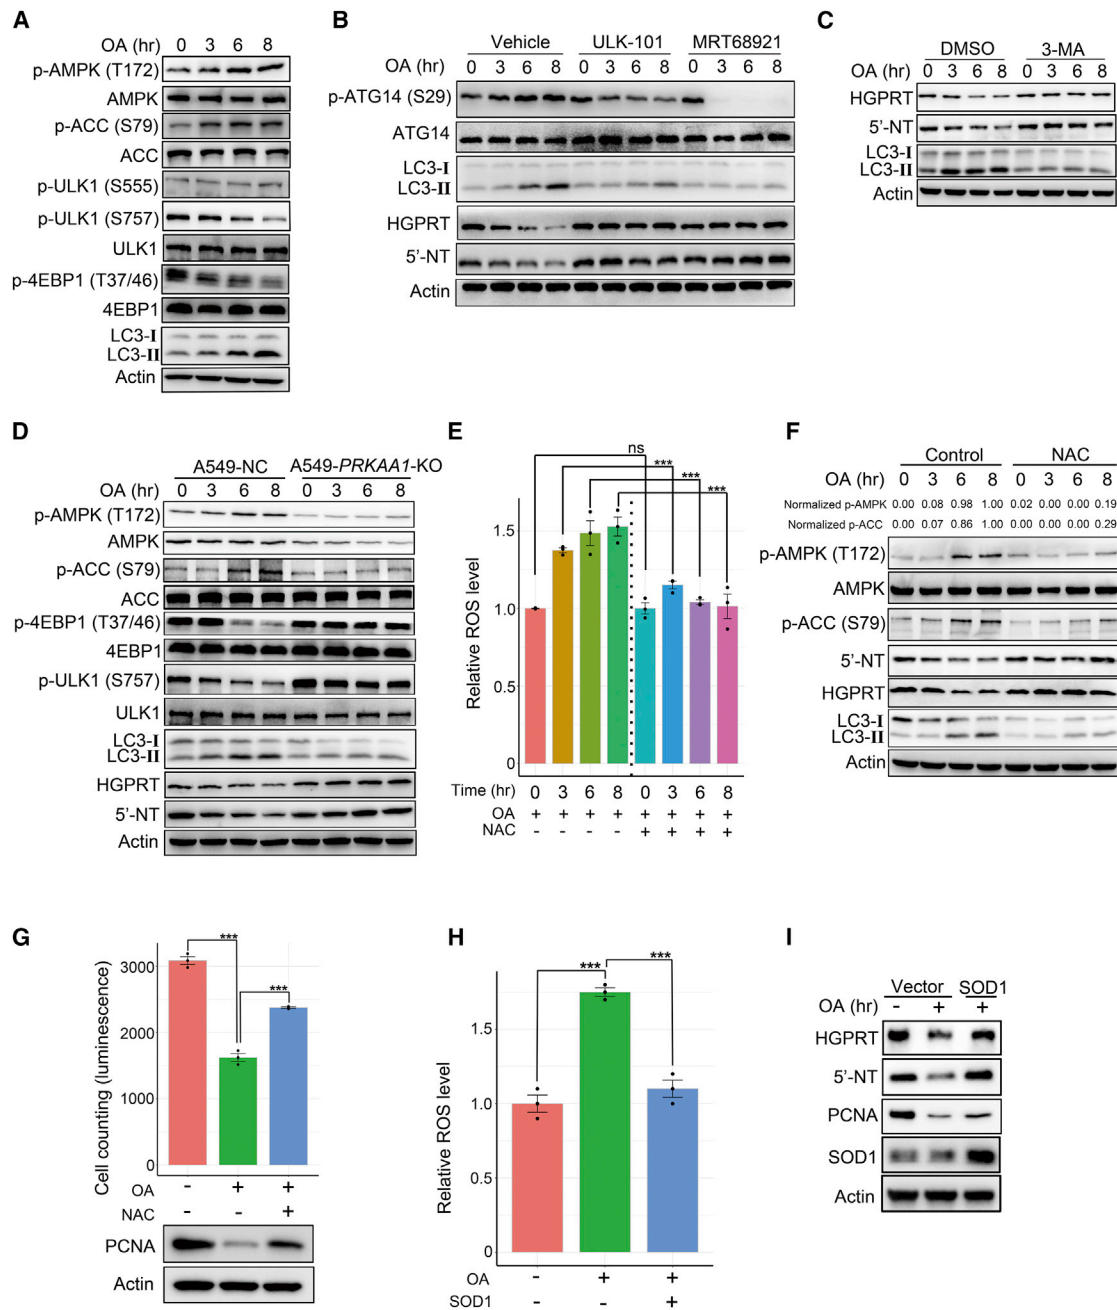 A
OA (hr) 0 3 6 8
p-AMPK (T172)
AMPK
p-ACC (S79)
ACC
p-ULK1 (S555)
p-ULK1 (S757)
ULK1
p-4EBP1 (T37/46)
4EBP1
LC3-I
LC3-II
Actin
B
Vehicle ULK-101 MRT68921
OA (hr) 0 3 6 8 0 3 6 8 0 3 6 8
p-ATG14 (S29)
ATG14
LC3-I
LC3-II
HGPRT
5'-NT
Actin
C
DMSO 3-MA
OA (hr) 0 3 6 8 0 3 6 8
HGPRT
5'-NT
LC3-I
LC3-II
Actin
D
A549-NC A549-PRKAA1-KO
OA (hr) 0 3 6 8 0 3 6 8
p-AMPK (T172)
AMPK
p-ACC (S79)
ACC
p-4EBP1 (T37/46)
4EBP1
p-ULK1 (S757)
ULK1
LC3-I
LC3-II
HGPRT
5'-NT
Actin
E
ns
***
***
***
Relative ROS level
1.5
1.0
0.5
0
Time (hr) 0 3 6 8 0 3 6 8
OA + + + + + + + +
NAC - - - - + + + +
F
Control NAC
OA (hr) 0 3 6 8 0 3 6 8
Normalized p-AMPK 0.00 0.08 0.98 1.00 0.02 0.00 0.00 0.19
Normalized p-ACC 0.00 0.07 0.86 1.00 0.00 0.00 0.00 0.29
p-AMPK (T172)
AMPK
p-ACC (S79)
5'-NT
HGPRT
LC3-I
LC3-II
Actin
G
***
***
Cell counting (luminescence)
3000
2000
1000
0
OA - + +
NAC - - +
PCNA
Actin
H
*** ***
Relative ROS level
1.5
1.0
0.5
0
OA - + +
SOD1 - - +
I
Vector SOD1
OA (hr) - + +
HGPRT
5'-NT
PCNA
SOD1
Actin